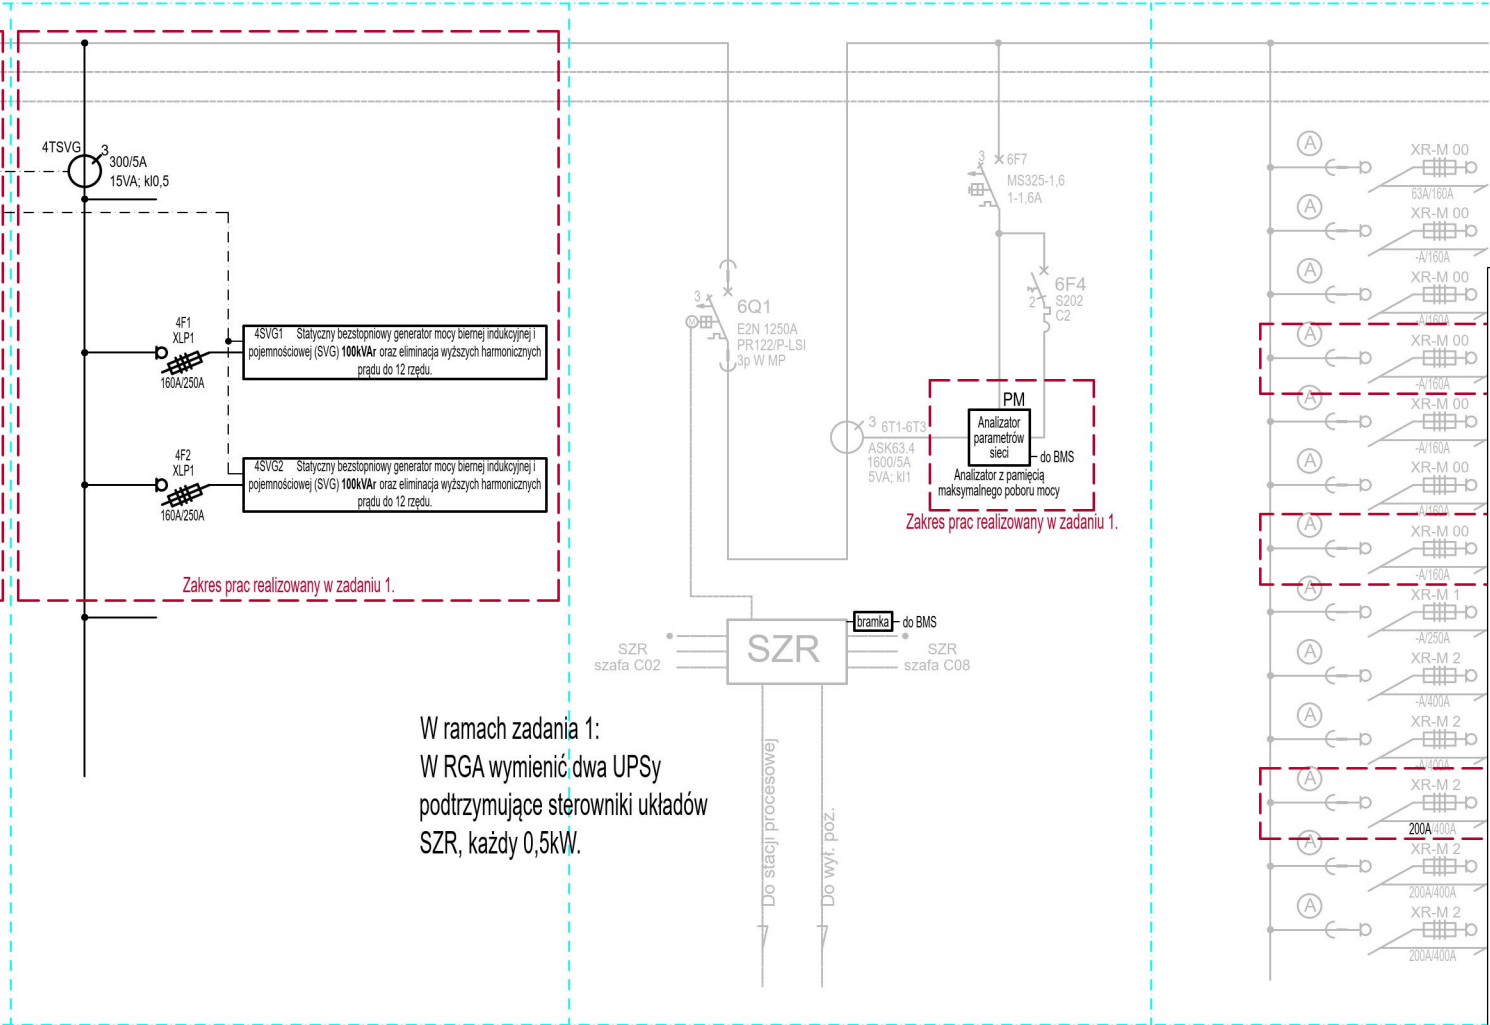 4TSVG
3
300/5A
15VA; kl0,5
4F1
XLP1
160A/250A
4SVG1 Statyczny bezstopniowy generator mocy biernej indukcyjnej i
pojemnościowej (SVG) 100kVAr oraz eliminacja wyższych harmonicznych
prądu do 12 rzędu.
4F2
XLP1
160A/250A
4SVG2 Statyczny bezstopniowy generator mocy biernej indukcyjnej i
pojemnościowej (SVG) 100kVAr oraz eliminacja wyższych harmonicznych
prądu do 12 rzędu.
Zakres prac realizowany w zadaniu 1.
W ramach zadania 1:
W RGA wymienić dwa UPSy
podtrzymujące sterowniki układów
SZR, każdy 0,5kW.
3
M
6Q1
E2N 1250A
PR122/P-LSI
3p W MP
3
6F7
MS325-1,6
1-1,6A
2
6F4
S202
C2
3 6T1-6T3
ASK63.4
1600/5A
5VA; kl1
PM
Analizator
parametrów
sieci
do BMS
Analizator z pamięcią
maksymalnego poboru mocy
Zakres prac realizowany w zadaniu 1.
SZR
bramka
do BMS
SZR
szafa C02
SZR
szafa C08
Do stacji procesowej
Do wył. poz.
A
XR-M 00
63A/160A
A
XR-M 00
-A/160A
A
XR-M 00
-A/160A
A
XR-M 00
-A/160A
A
XR-M 00
-A/160A
A
XR-M 00
-A/160A
A
XR-M 00
-A/160A
A
XR-M 1
-A/250A
A
XR-M 2
-A/400A
A
XR-M 2
-A/400A
A
XR-M 2
200A/400A
A
XR-M 2
200A/400A
A
XR-M 2
200A/400A